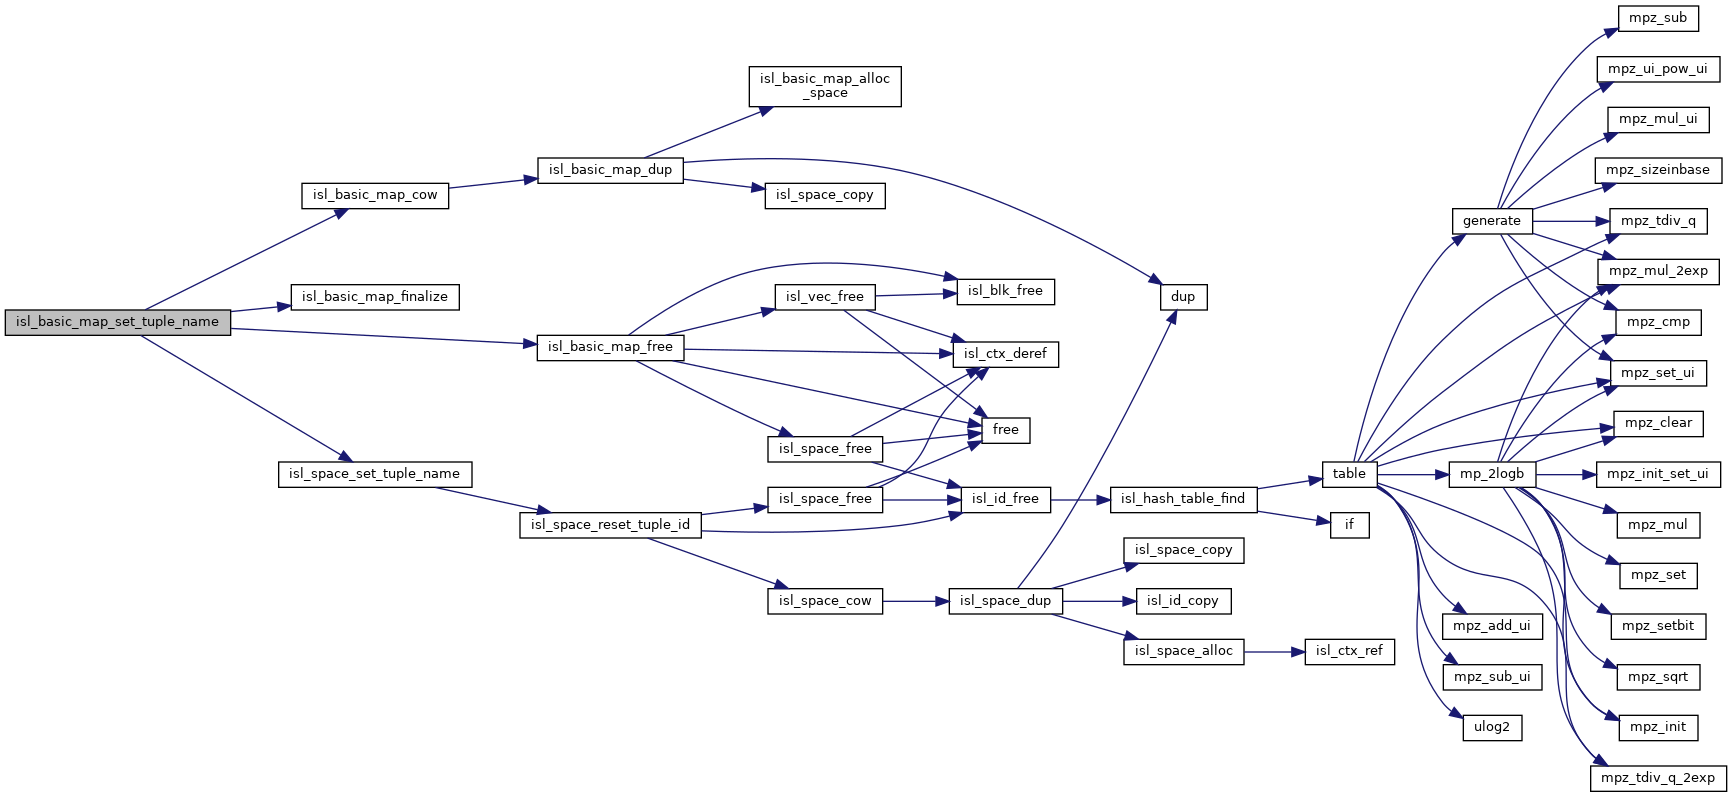 isl_basic_map_set_tuple_name
isl_basic_map_cow
isl_basic_map_finalize
isl_space_set_tuple_name
isl_basic_map_dup
isl_basic_map_free
isl_space_reset_tuple_id
isl_basic_map_alloc
_space
isl_space_copy
isl_vec_free
isl_space_free
isl_space_free
isl_space_cow
isl_blk_free
isl_ctx_deref
free
isl_id_free
isl_space_dup
dup
isl_hash_table_find
isl_space_copy
isl_id_copy
isl_space_alloc
table
if
isl_ctx_ref
generate
mp_2logb
mpz_add_ui
mpz_sub_ui
ulog2
mpz_sub
mpz_ui_pow_ui
mpz_mul_ui
mpz_sizeinbase
mpz_tdiv_q
mpz_mul_2exp
mpz_cmp
mpz_set_ui
mpz_clear
mpz_init_set_ui
mpz_mul
mpz_set
mpz_setbit
mpz_sqrt
mpz_init
mpz_tdiv_q_2exp